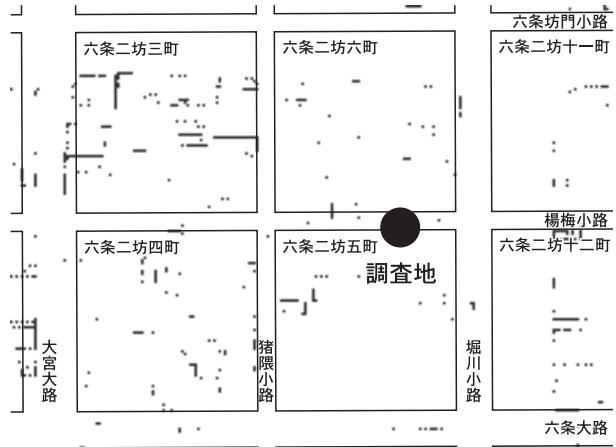 六条坊門小路
六条二坊三町
六条二坊六町
六条二坊十一町
楊梅小路
六条二坊四町
六条二坊五町
六条二坊十二町
調査地
大宮大路
猪隈小路
堀川小路
六条大路